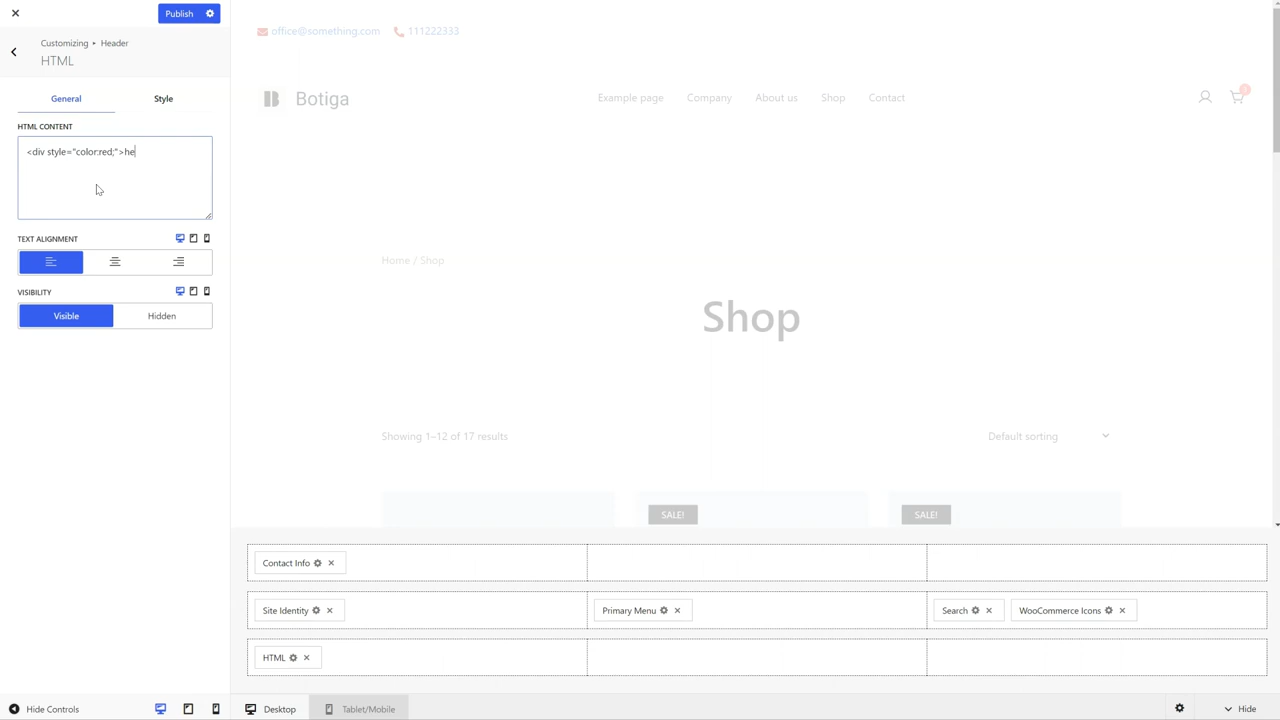 Publish
Customizing ▸ Header
HTML
General Style
HTML CONTENT
<div style="color:red;">he
TEXT ALIGNMENT
VISIBILITY
Visible Hidden
Hide Controls
office@something.com 111222333
B Botiga
Example page Company About us Shop Contact
1
Home / Shop
Shop
Showing 1–12 of 17 results
Default sorting
SALE! SALE!
Contact Info
Site Identity Primary Menu Search WooCommerce Icons
HTML
Desktop Tablet/Mobile Hide